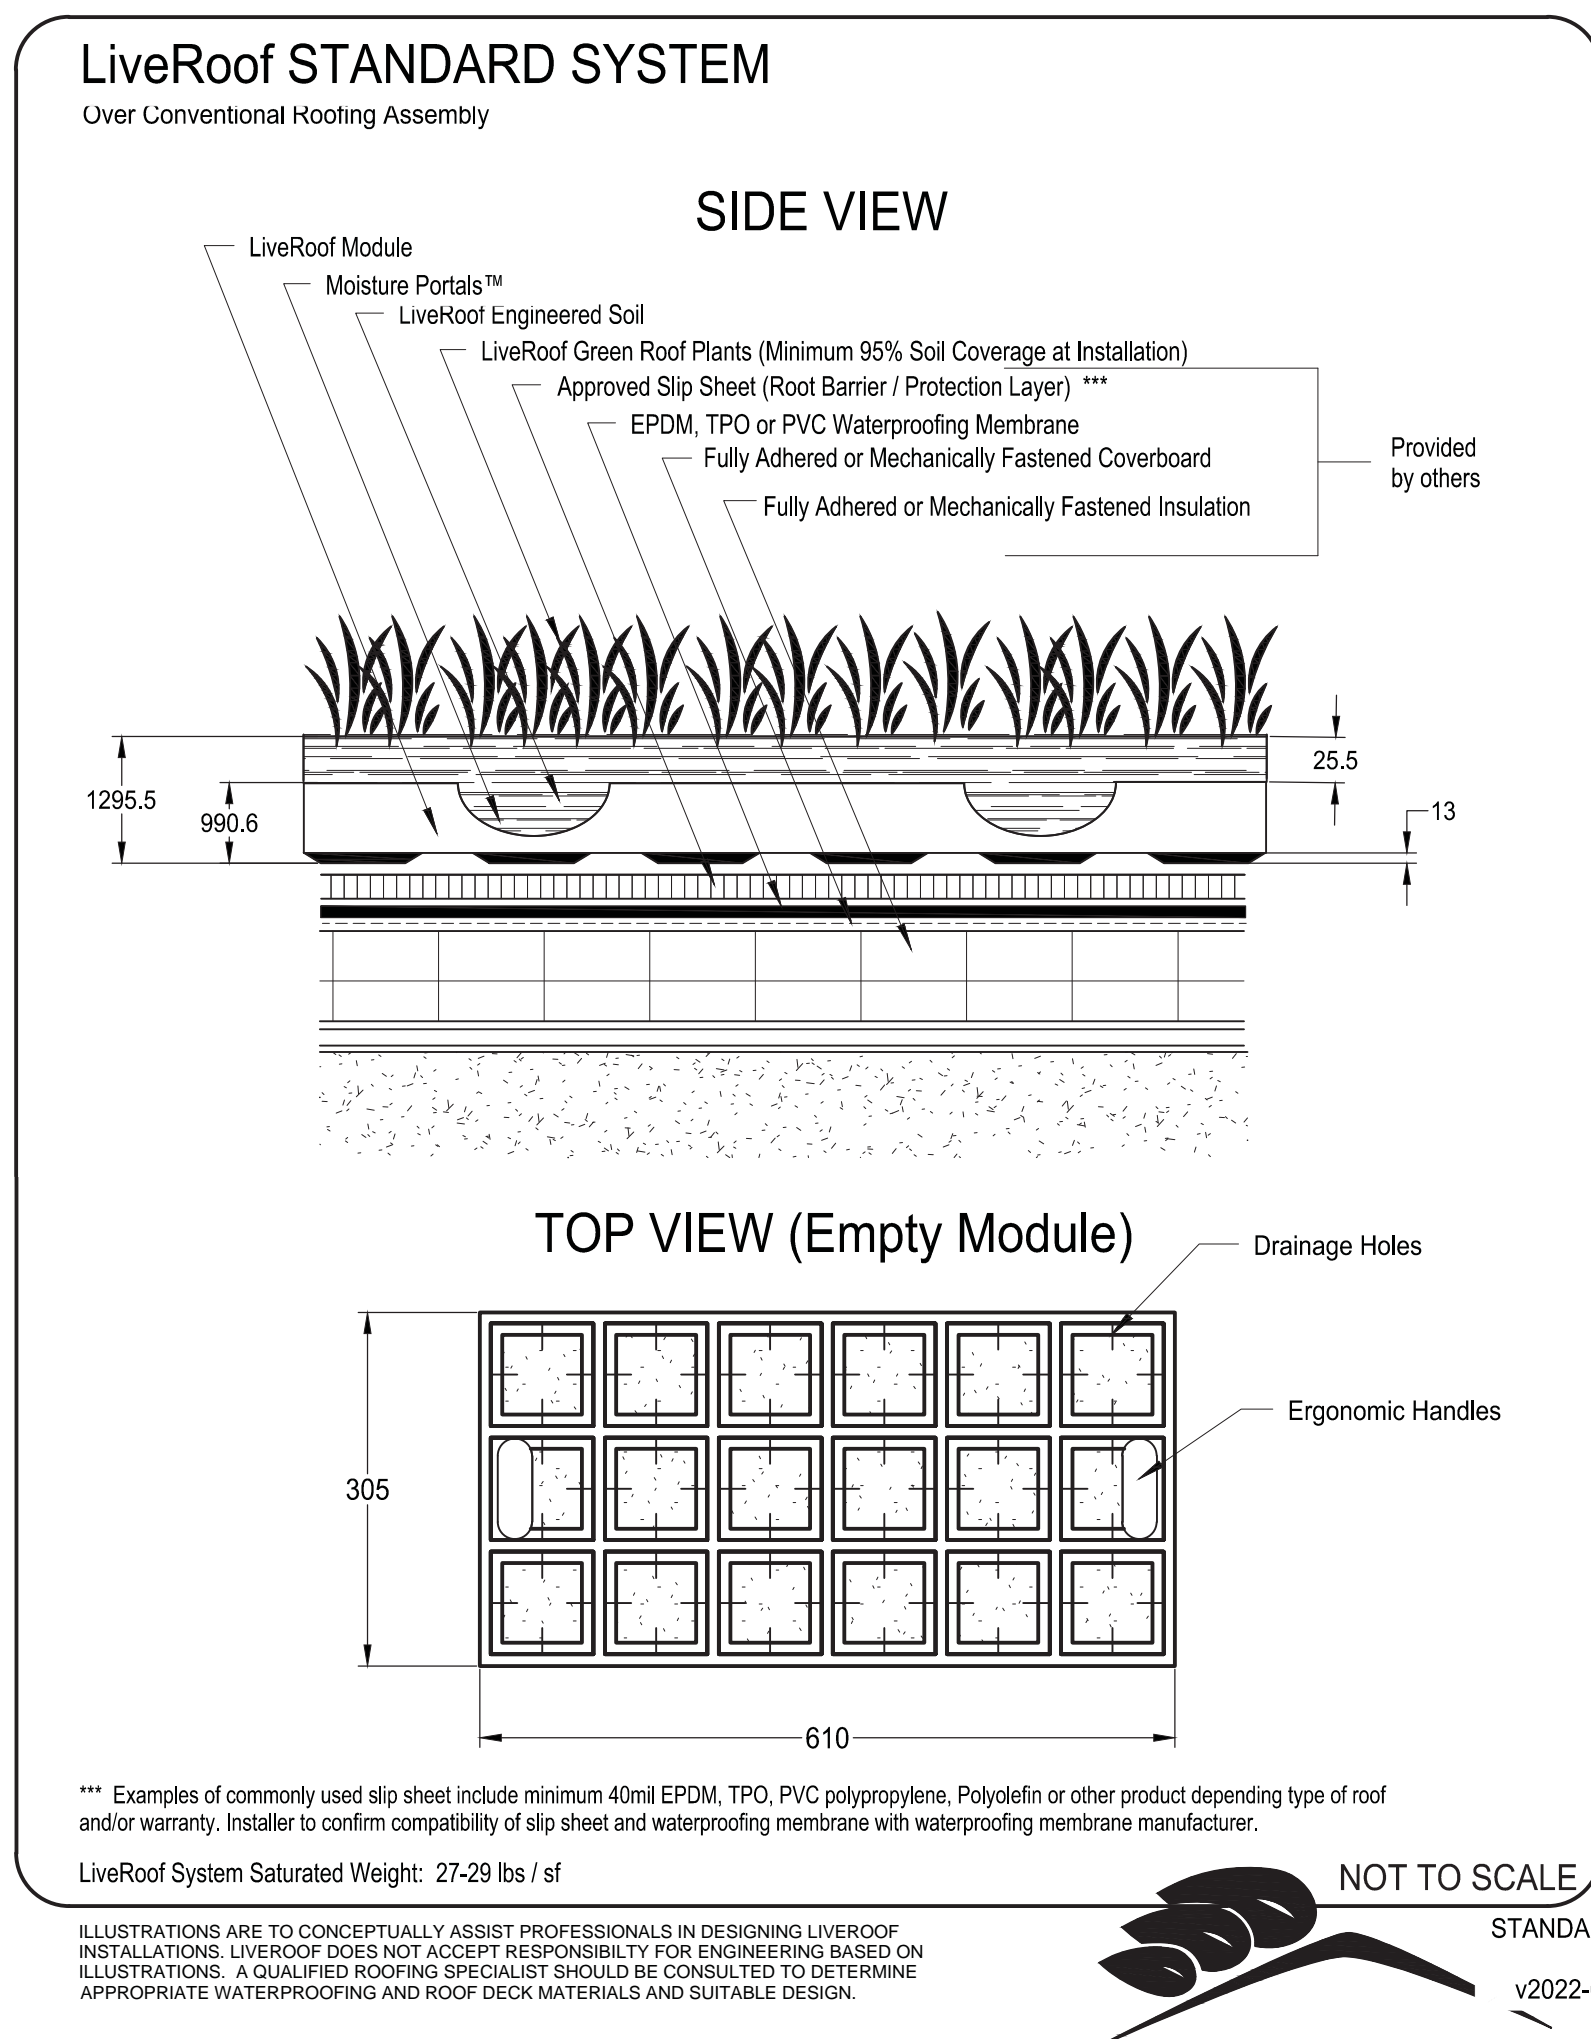 LiveRoof STANDARD SYSTEM
Over Conventional Roofing Assembly
SIDE VIEW
LiveRoof Module
Moisture Portals™
LiveRoof Engineered Soil
LiveRoof Green Roof Plants (Minimum 95% Soil Coverage at Installation)
Approved Slip Sheet (Root Barrier / Protection Layer) ***
EPDM, TPO or PVC Waterproofing Membrane
Fully Adhered or Mechanically Fastened Coverboard
Fully Adhered or Mechanically Fastened Insulation
Provided
by others
1295.5
990.6
25.5
13
TOP VIEW (Empty Module)
Drainage Holes
Ergonomic Handles
305
610
*** Examples of commonly used slip sheet include minimum 40mil EPDM, TPO, PVC polypropylene, Polyolefin or other product depending type of roof
and/or warranty. Installer to confirm compatibility of slip sheet and waterproofing membrane with waterproofing membrane manufacturer.
LiveRoof System Saturated Weight: 27-29 lbs / sf
NOT TO SCALE
ILLUSTRATIONS ARE TO CONCEPTUALLY ASSIST PROFESSIONALS IN DESIGNING LIVEROOF
INSTALLATIONS. LIVEROOF DOES NOT ACCEPT RESPONSIBILTY FOR ENGINEERING BASED ON
ILLUSTRATIONS. A QUALIFIED ROOFING SPECIALIST SHOULD BE CONSULTED TO DETERMINE
APPROPRIATE WATERPROOFING AND ROOF DECK MATERIALS AND SUITABLE DESIGN.
STANDA
v2022-